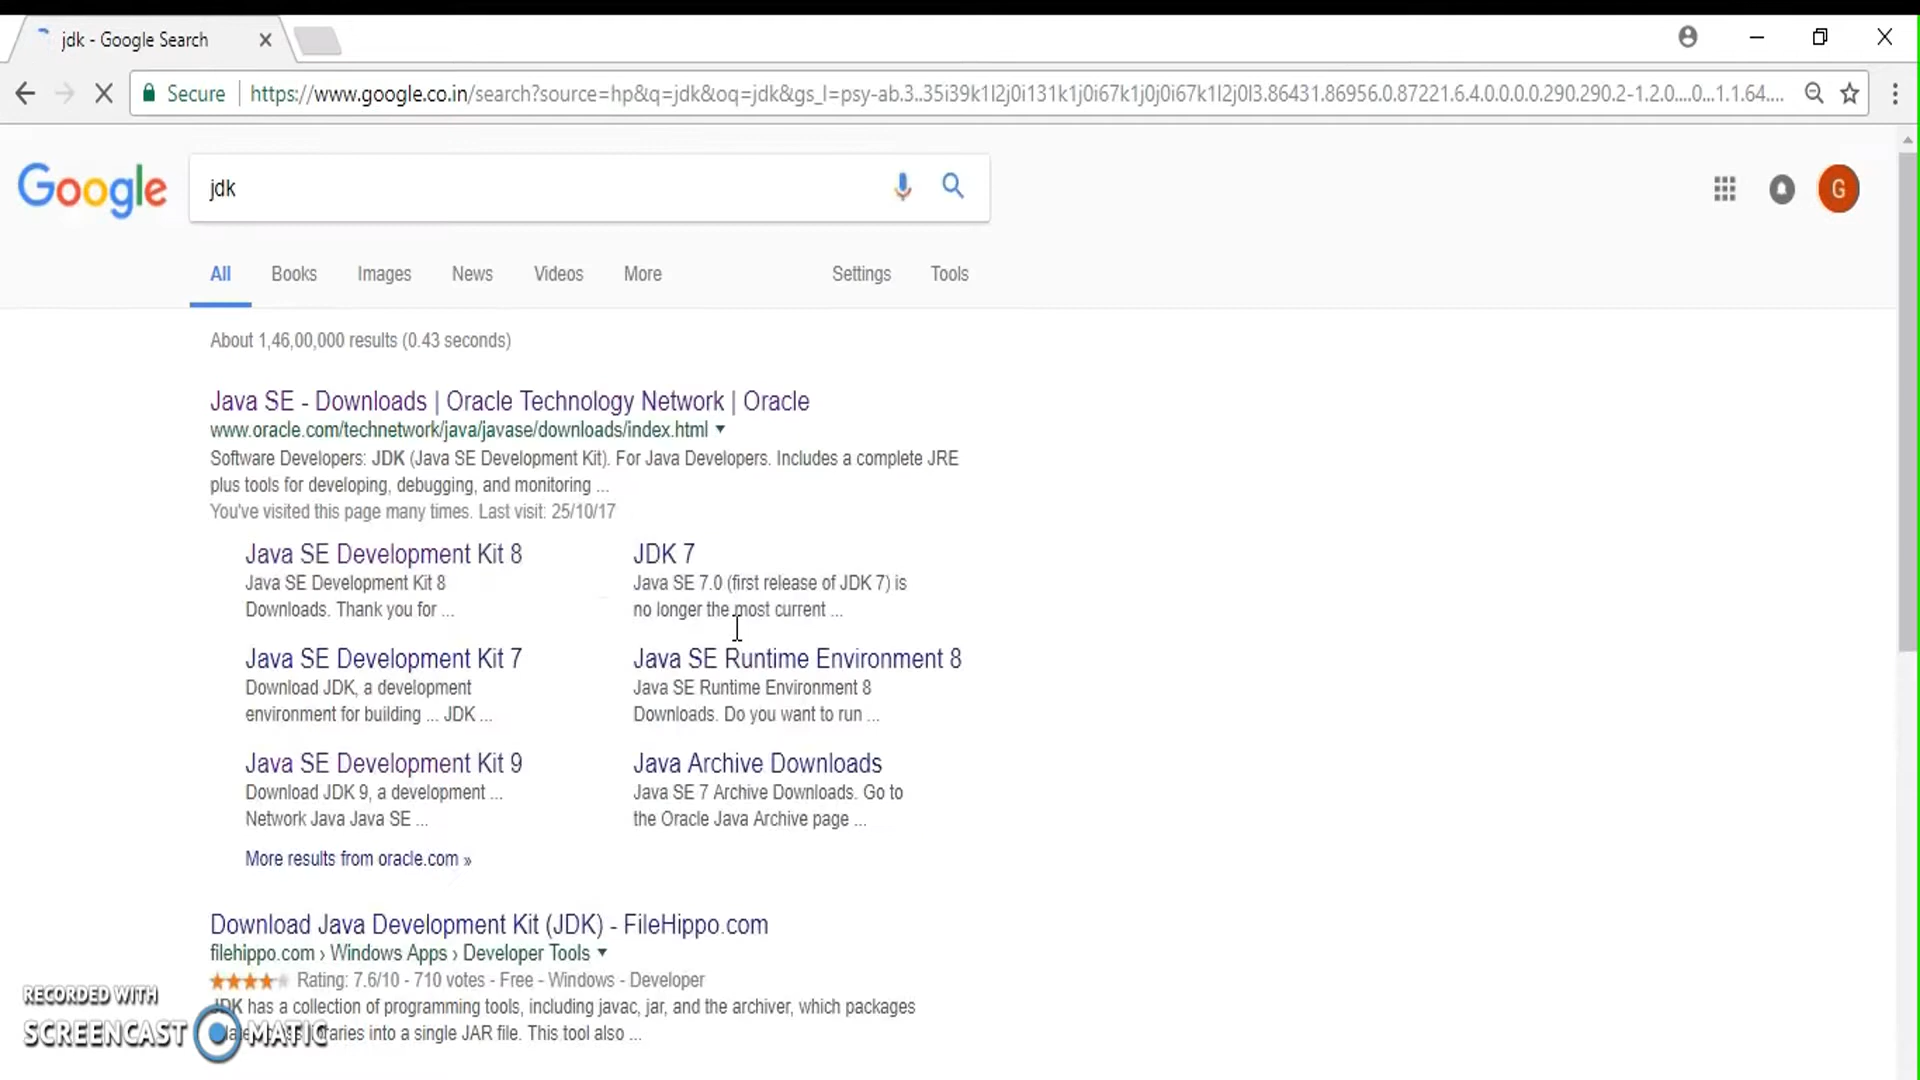 jdk - Google Search
Secure https://www.google.co.in/search?source=hp&q=jdk&oq=jdk&gs_l=psy-ab.3..35i39k1l2j0i131k1j0i67k1j0j0i67k1l2j0l3.86431.86956.0.87221.6.4.0.0.0.0.290.290.2-1.2.0....0...1.1.64....
Google
jdk
G
All Books Images News Videos More Settings Tools
About 1,46,00,000 results (0.43 seconds)
Java SE - Downloads | Oracle Technology Network | Oracle
www.oracle.com/technetwork/java/javase/downloads/index.html
Software Developers: JDK (Java SE Development Kit). For Java Developers. Includes a complete JRE
plus tools for developing, debugging, and monitoring ...
You've visited this page many times. Last visit: 25/10/17
Java SE Development Kit 8
Java SE Development Kit 8
Downloads. Thank you for ...
JDK 7
Java SE 7.0 (first release of JDK 7) is
no longer the most current ...
Java SE Development Kit 7
Download JDK, a development
environment for building ... JDK ...
Java SE Runtime Environment 8
Java SE Runtime Environment 8
Downloads. Do you want to run ...
Java SE Development Kit 9
Download JDK 9, a development ...
Network Java Java SE ...
Java Archive Downloads
Java SE 7 Archive Downloads. Go to
the Oracle Java Archive page ...
More results from oracle.com »
Download Java Development Kit (JDK) - FileHippo.com
filehippo.com › Windows Apps › Developer Tools
Rating: 7.6/10 - 710 votes - Free - Windows - Developer
JDK has a collection of programming tools, including javac, jar, and the archiver, which packages
into a single JAR file. This tool also ...
RECORDED WITH
SCREENCAST MATIC